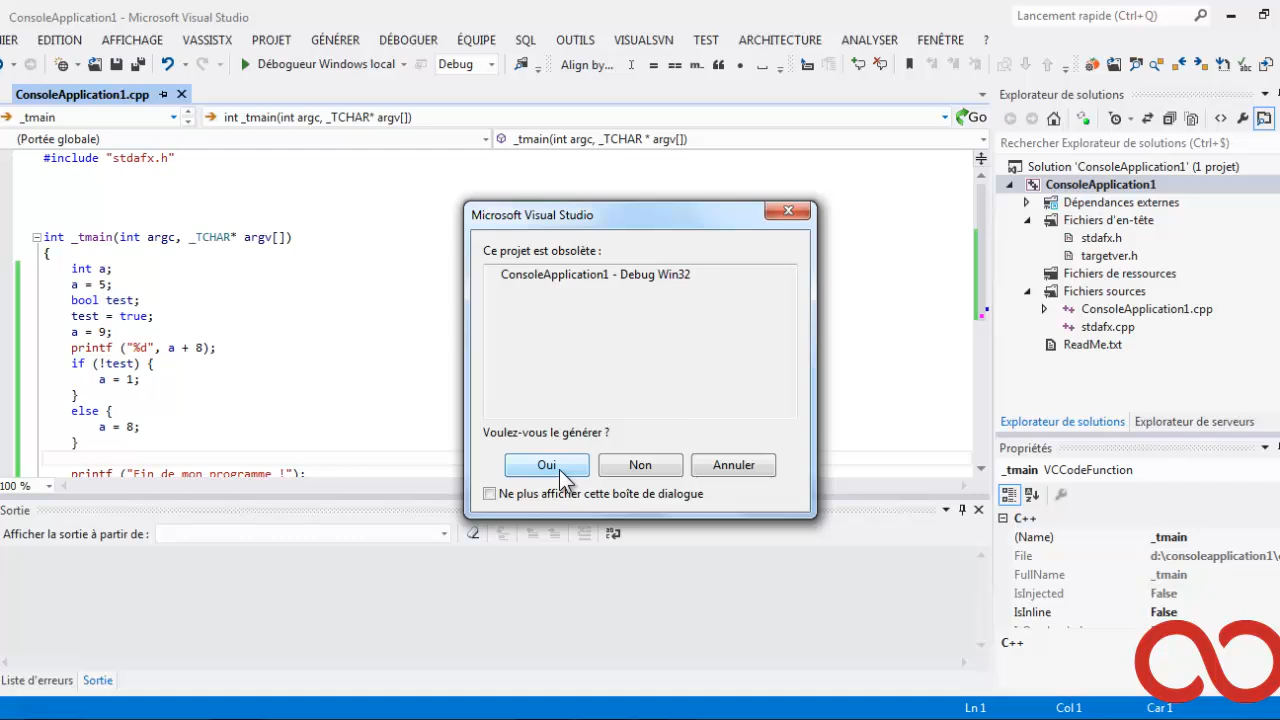 ConsoleApplication1 - Microsoft Visual Studio
Lancement rapide (Ctrl+Q)
IER EDITION AFFICHAGE VASSISTX PROJET GÉNÉRER DÉBOGUER ÉQUIPE SQL OUTILS VISUALSVN TEST ARCHITECTURE ANALYSER FENÊTRE ?
Débogueur Windows local Debug Align by...
ConsoleApplication1.cpp
_tmain
int _tmain(int argc, _TCHAR* argv[])
Go
(Portée globale)
_tmain(int argc, _TCHAR * argv[])
#include "stdafx.h"
int _tmain(int argc, _TCHAR* argv[])
{
int a;
a = 5;
bool test;
test = true;
a = 9;
printf ("%d", a + 8);
if (!test) {
a = 1;
}
else {
a = 8;
}
printf ("Fin de mon programme !");
100 %
Microsoft Visual Studio
Ce projet est obsolète :
ConsoleApplication1 - Debug Win32
Voulez-vous le générer ?
Oui Non Annuler
Ne plus afficher cette boîte de dialogue
Sortie
Afficher la sortie à partir de :
Liste d'erreurs Sortie
Explorateur de solutions
Rechercher Explorateur de solutions (Ctrl+$)
Solution 'ConsoleApplication1' (1 projet)
ConsoleApplication1
Dépendances externes
Fichiers d'en-tête
stdafx.h
targetver.h
Fichiers de ressources
Fichiers sources
ConsoleApplication1.cpp
stdafx.cpp
ReadMe.txt
Explorateur de solutions Explorateur de serveurs
Propriétés
_tmain VCCodeFunction
C++
(Name) _tmain
File d:\consoleapplication1\
FullName _tmain
IsInjected False
IsInline False
C++
Ln 1 Col 1 Car 1